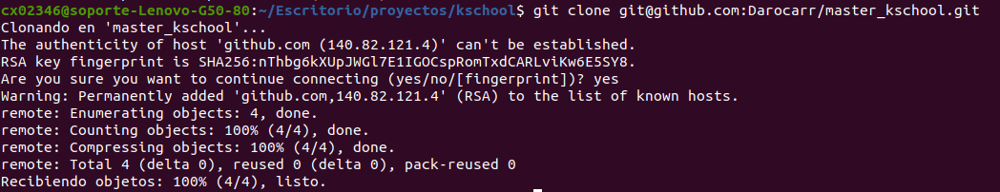 cx02346@soporte-Lenovo-G50-80:~/Escritorio/proyectos/kschool$ git clone git@github.com:Darocarr/master_kschool.git
Clonando en 'master_kschool'...
The authenticity of host 'github.com (140.82.121.4)' can't be established.
RSA key fingerprint is SHA256:nThbg6kXUpJWGl7E1IGOCspRomTxdCARLviKw6E5SY8.
Are you sure you want to continue connecting (yes/no/[fingerprint])? yes
Warning: Permanently added 'github.com,140.82.121.4' (RSA) to the list of known hosts.
remote: Enumerating objects: 4, done.
remote: Counting objects: 100% (4/4), done.
remote: Compressing objects: 100% (4/4), done.
remote: Total 4 (delta 0), reused 0 (delta 0), pack-reused 0
Recibiendo objetos: 100% (4/4), listo.